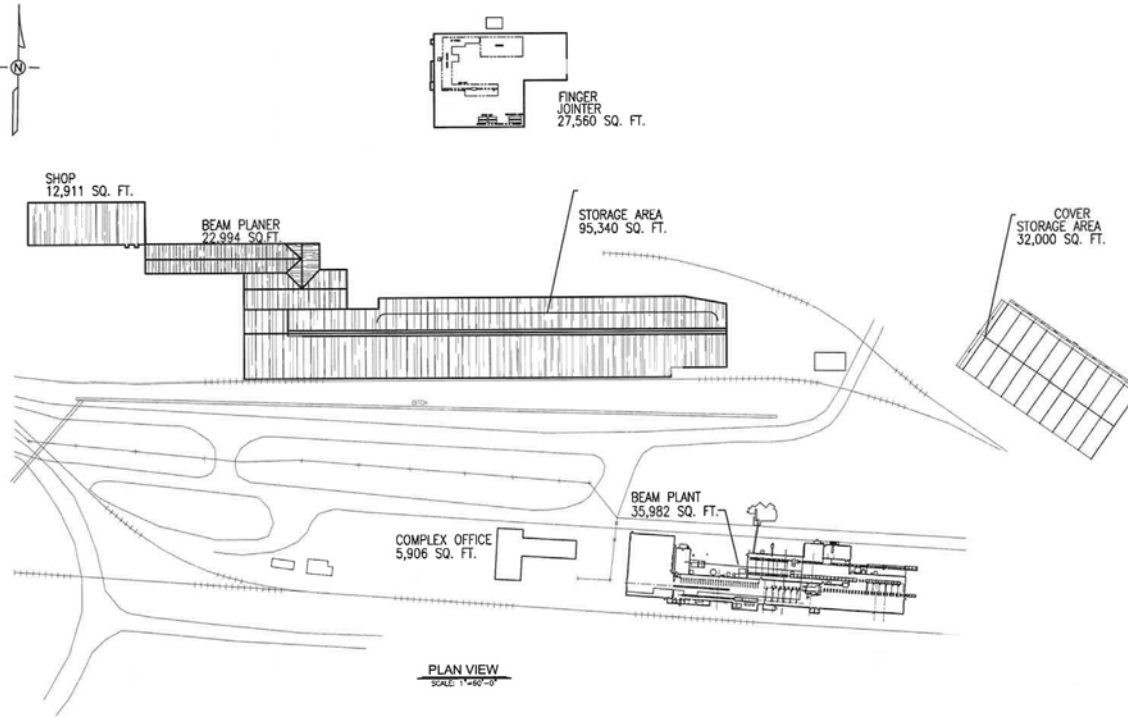 N
FINGER
JOINTER
27,560 SQ. FT.
SHOP
12,911 SQ. FT.
BEAM PLANER
22,994 SQ.FT.
STORAGE AREA
95,340 SQ. FT.
COVER
STORAGE AREA
32,000 SQ. FT.
DITCH
BEAM PLANT
35,982 SQ. FT.
COMPLEX OFFICE
5,906 SQ. FT.
PLAN VIEW
SCALE: 1"=60'-0"